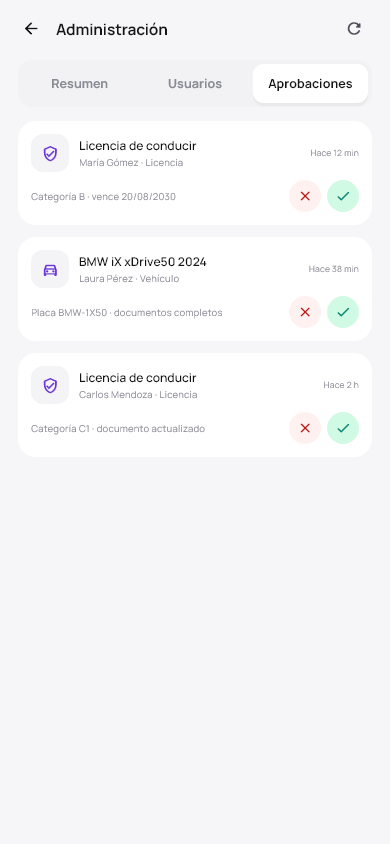 Administración
Resumen
Usuarios
Aprobaciones
Licencia de conducir
María Gómez · Licencia
Hace 12 min
Categoría B · vence 20/08/2030
BMW iX xDrive50 2024
Laura Pérez · Vehículo
Hace 38 min
Placa BMW-1X50 · documentos completos
Licencia de conducir
Carlos Mendoza · Licencia
Hace 2 h
Categoría C1 · documento actualizado